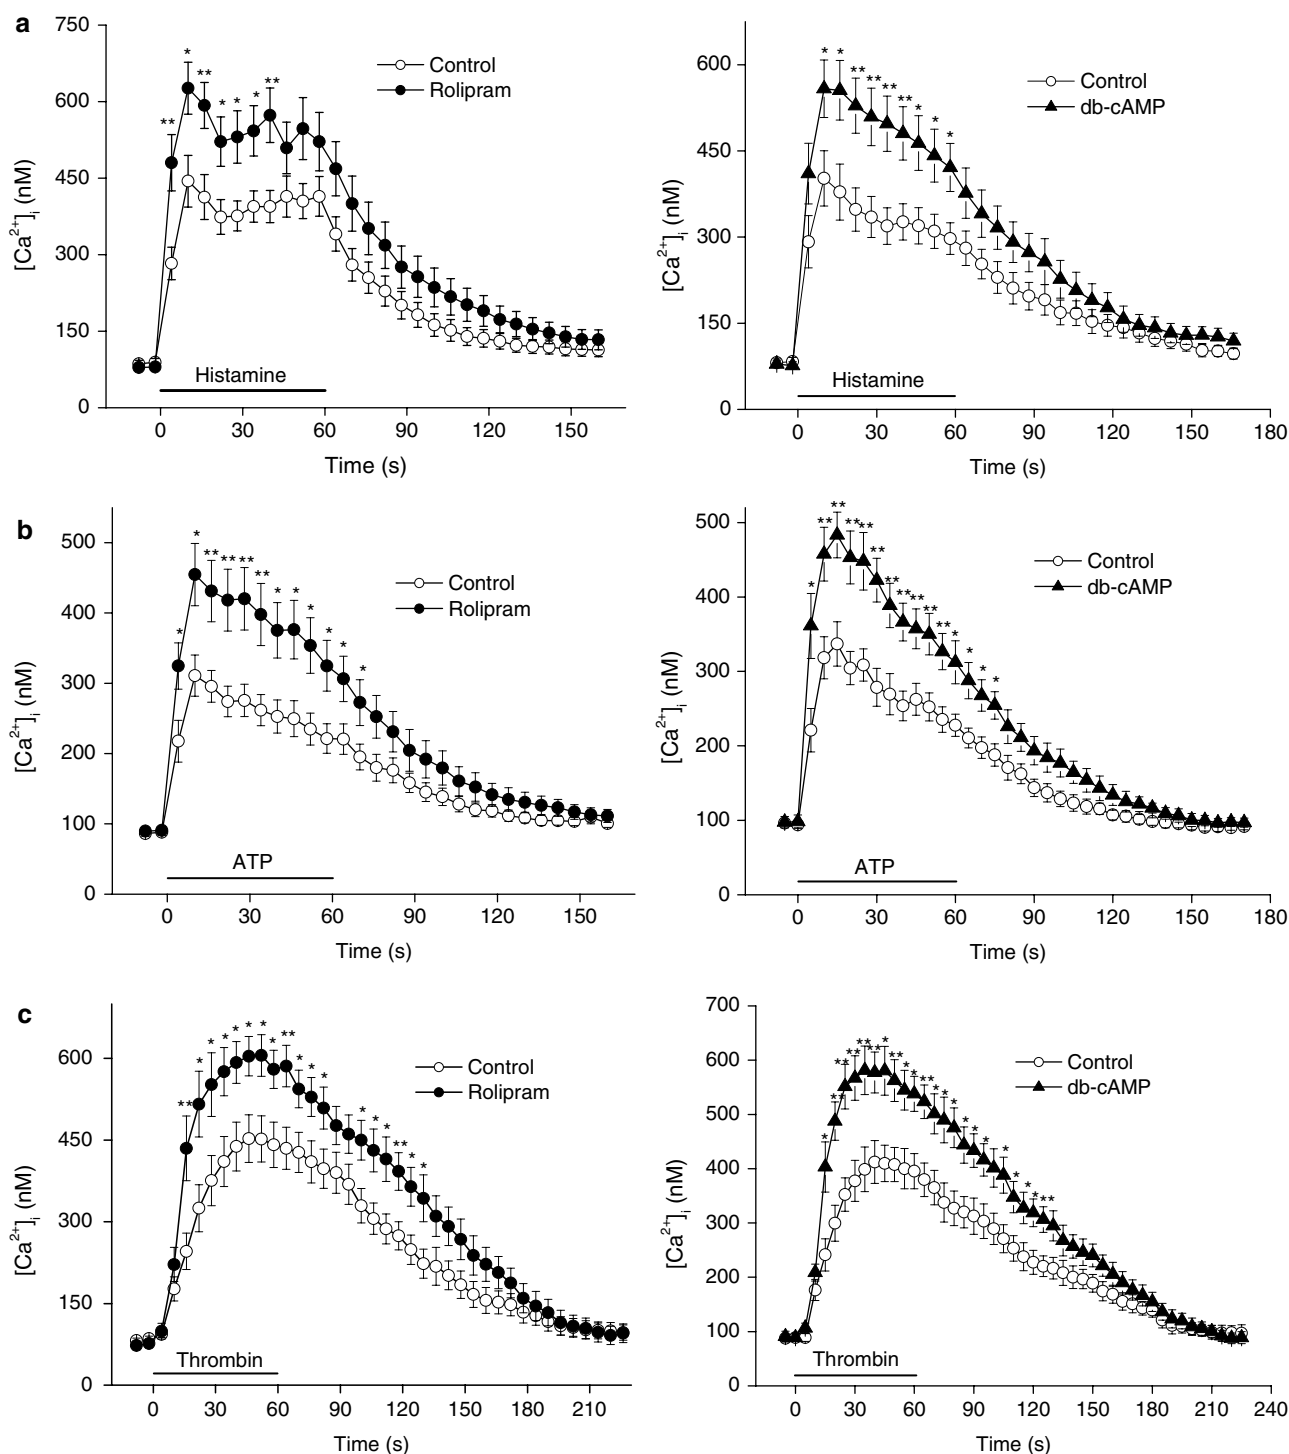 a
750
600
450
300
150
0
[Ca²⁺]ᵢ (nM)
* ** ** * * * **
Control
Rolipram
Histamine
0 30 60 90 120 150
Time (s)
600
450
300
150
0
[Ca²⁺]ᵢ (nM)
* * ** ** ** ** * * *
Control
db-cAMP
Histamine
0 30 60 90 120 150 180
Time (s)
b
500
400
300
200
100
0
[Ca²⁺]ᵢ (nM)
* * ** ** ** ** * * * * * *
Control
Rolipram
ATP
0 30 60 90 120 150
Time (s)
500
400
300
200
100
0
[Ca²⁺]ᵢ (nM)
* ** ** ** ** ** ** ** ** ** ** * * * *
Control
db-cAMP
ATP
0 30 60 90 120 150 180
Time (s)
c
600
450
300
150
0
[Ca²⁺]ᵢ (nM)
** * * * * * * * ** * * * * * * ** * *
Control
Rolipram
Thrombin
0 30 60 90 120 150 180 210
Time (s)
700
600
500
400
300
200
100
0
[Ca²⁺]ᵢ (nM)
* ** ** ** ** ** * ** * * ** * * * * * * * * * * **
Control
db-cAMP
Thrombin
0 30 60 90 120 150 180 210 240
Time (s)